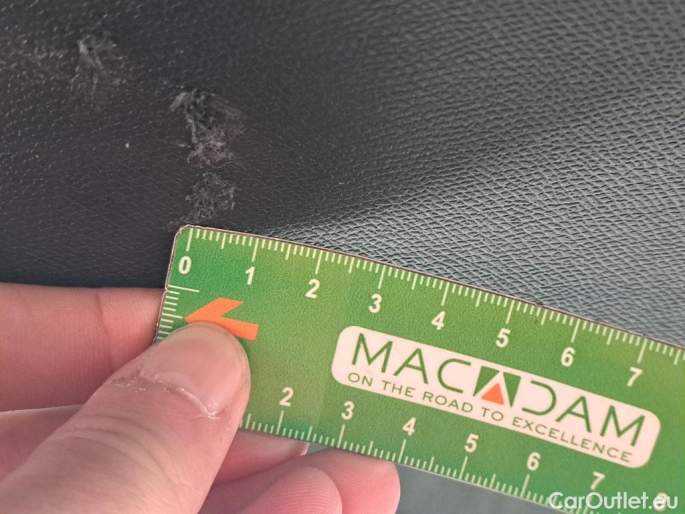 0 1 2 3 4 5 6 7
MACADAM
ON THE ROAD TO EXCELLENCE
2 3 4 5 6 7 8
CarOutlet.eu